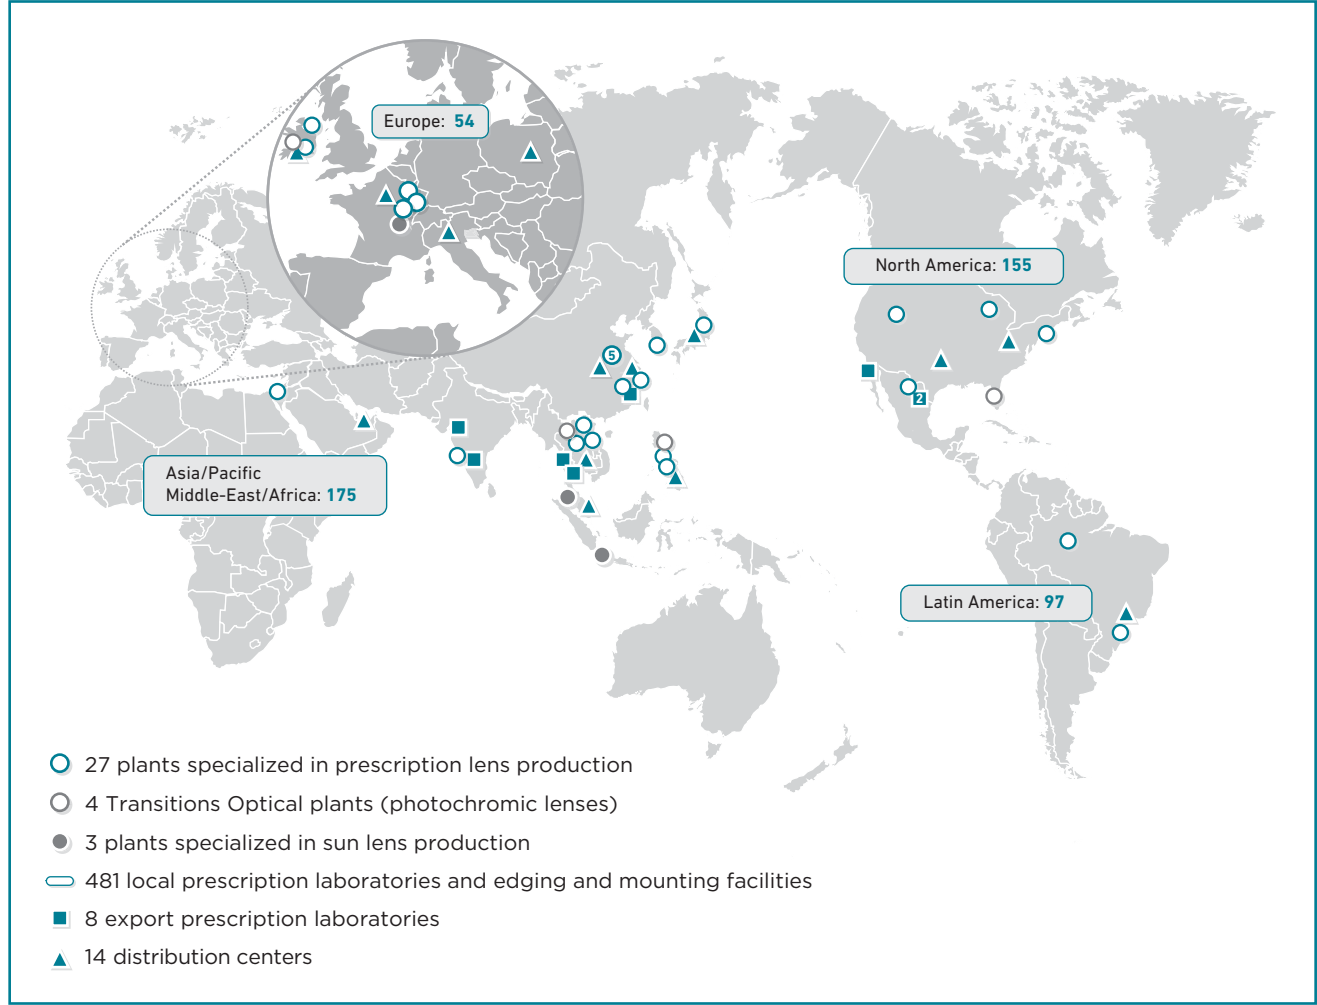 Europe: 54
North America: 155
5
2
Asia/Pacific
Middle-East/Africa: 175
Latin America: 97
27 plants specialized in prescription lens production
4 Transitions Optical plants (photochromic lenses)
3 plants specialized in sun lens production
481 local prescription laboratories and edging and mounting facilities
8 export prescription laboratories
14 distribution centers